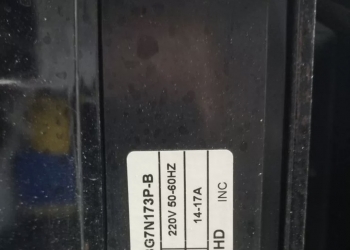 G7N173P-B
220V 50-60HZ
14-17A
HD
INC